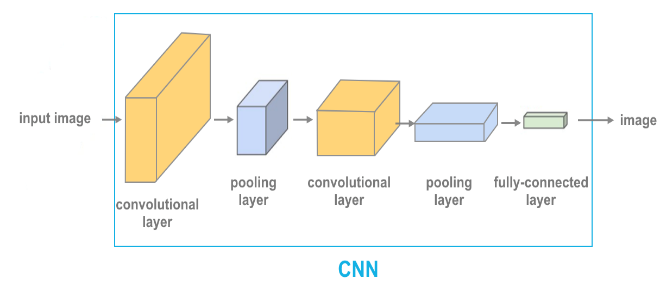 input image
image
convolutional
layer
pooling
layer
convolutional
layer
pooling
layer
fully-connected
layer
CNN